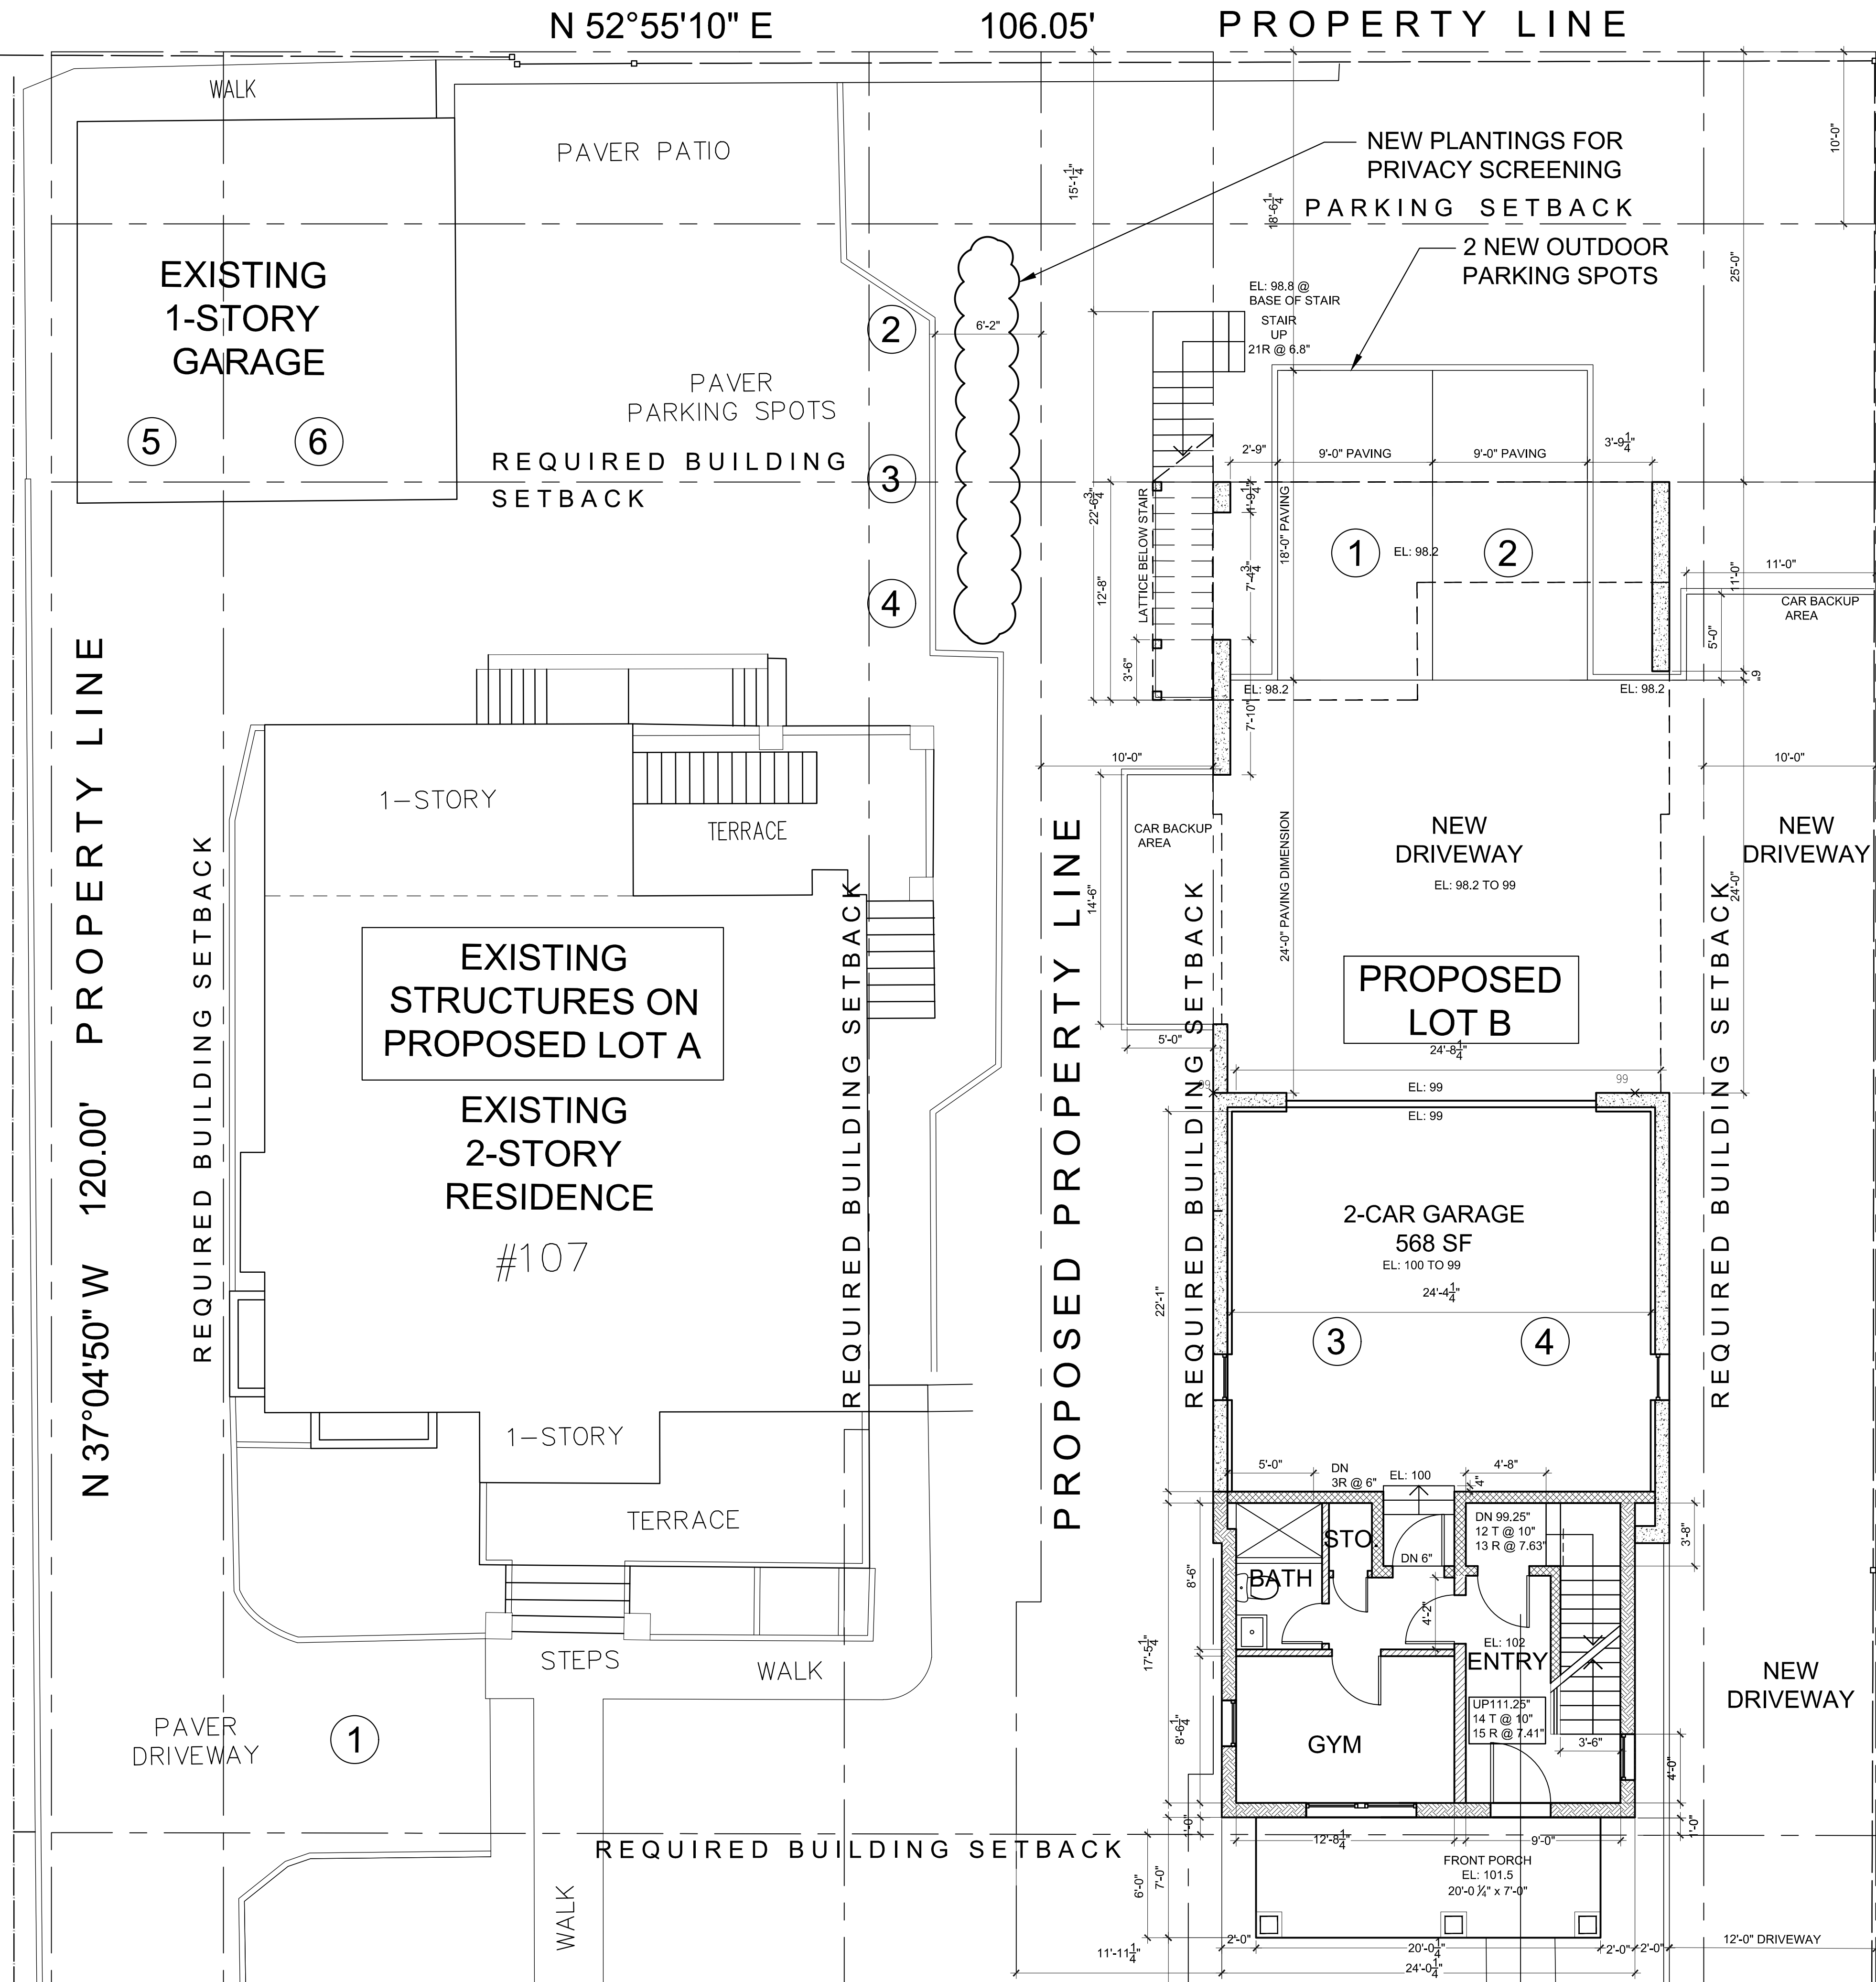 N 52°55'10" E 106.05' PROPERTY LINE
WALK
PAVER PATIO
NEW PLANTINGS FOR
PRIVACY SCREENING
10'-0"
15'-1 1/4"
18'-6 1/4"
PARKING SETBACK
2 NEW OUTDOOR
PARKING SPOTS
25'-0"
EXISTING
1-STORY
GARAGE
EL: 98.8 @
BASE OF STAIR
STAIR
UP
21R @ 6.8"
2
6'-2"
PAVER
PARKING SPOTS
5
6
REQUIRED BUILDING
SETBACK
3
2'-9"
9'-0" PAVING
9'-0" PAVING
3'-9 1/4"
22'-6 3/4"
LATTICE BELOW STAIR
1'-9 1/4"
18'-0" PAVING
1
EL: 98.2
2
11'-0"
11'-0"
CAR BACKUP
AREA
4
12'-8"
7'-4 3/4"
5'-0"
3'-6"
EL: 98.2
EL: 98.2
6"
7'-10"
N 37°04'50" W 120.00' PROPERTY LINE
REQUIRED BUILDING SETBACK
1-STORY
TERRACE
10'-0"
10'-0"
CAR BACKUP
AREA
14'-6"
24'-0" PAVING DIMENSION
NEW
DRIVEWAY
EL: 98.2 TO 99
NEW
DRIVEWAY
24'-0"
EXISTING
STRUCTURES ON
PROPOSED LOT A
REQUIRED BUILDING SETBACK
PROPOSED PROPERTY LINE
REQUIRED BUILDING SETBACK
PROPOSED
LOT B
24'-8 1/4"
REQUIRED BUILDING SETBACK
5'-0"
99
99
EL: 99
EL: 99
EXISTING
2-STORY
RESIDENCE
#107
2-CAR GARAGE
568 SF
EL: 100 TO 99
24'-4 1/4"
22'-1"
3
4
1-STORY
5'-0"
DN
3R @ 6"
EL: 100
4'-8"
4"
TERRACE
STO.
DN 99.25"
12 T @ 10"
13 R @ 7.63"
3'-8"
DN 6"
BATH
8'-6"
4'-2"
STEPS
WALK
17'-5 1/4"
EL: 102
ENTRY
NEW
DRIVEWAY
PAVER
DRIVEWAY
1
8'-6 1/4"
GYM
UP111.25"
14 T @ 10"
15 R @ 7.41"
3'-6"
4'-0"
REQUIRED BUILDING SETBACK
1'-0"
12'-8 1/4"
9'-0"
1'-0"
FRONT PORCH
EL: 101.5
20'-0 ¼" x 7'-0"
6'-0"
7'-0"
WALK
11'-11 1/4"
2'-0"
20'-0 1/4"
2'-0"
2'-0"
12'-0" DRIVEWAY
24'-0 1/4"